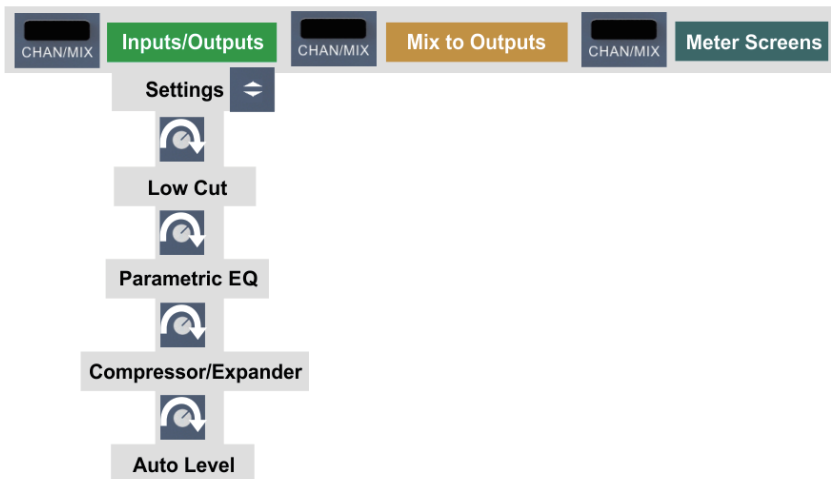 CHAN/MIX Inputs/Outputs CHAN/MIX Mix to Outputs CHAN/MIX Meter Screens
Settings
Low Cut
Parametric EQ
Compressor/Expander
Auto Level